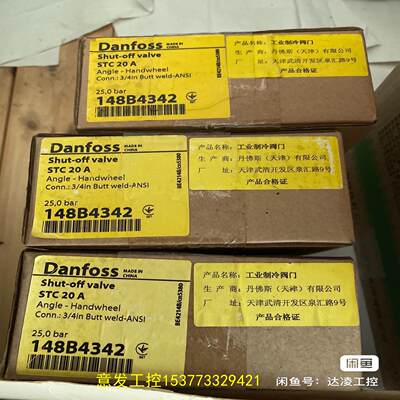 Danfoss MADE IN CHINA
Shut-off valve
STC 20 A
Angle - Handwheel
Conn.: 3/4in Butt weld-ANSI
25,0 bar
148B4342
产品名称：工业制冷阀门
生 产 商：丹佛斯（天津）有限公司
厂 址：天津武清开发区泉汇路9号
产品合格证
Danfoss MADE IN CHINA
Shut-off valve
STC 20 A
Angle - Handwheel
Conn.: 3/4in Butt weld-ANSI
25,0 bar
148B4342
产品名称：工业制冷阀门
生 产 商：丹佛斯（天津）有限公司
厂 址：天津武清开发区泉汇路9号
产品合格证
Danfoss MADE IN CHINA
Shut-off valve
STC 20 A
Angle - Handwheel
Conn.: 3/4in Butt weld-ANSI
25,0 bar
148B4342
产品名称：工业制冷阀门
生 产 商：丹佛斯（天津）有限公司
厂 址：天津武清开发区泉汇路9号
产品合格证
闲鱼
意发工控153773329421
闲鱼号：达凌工控